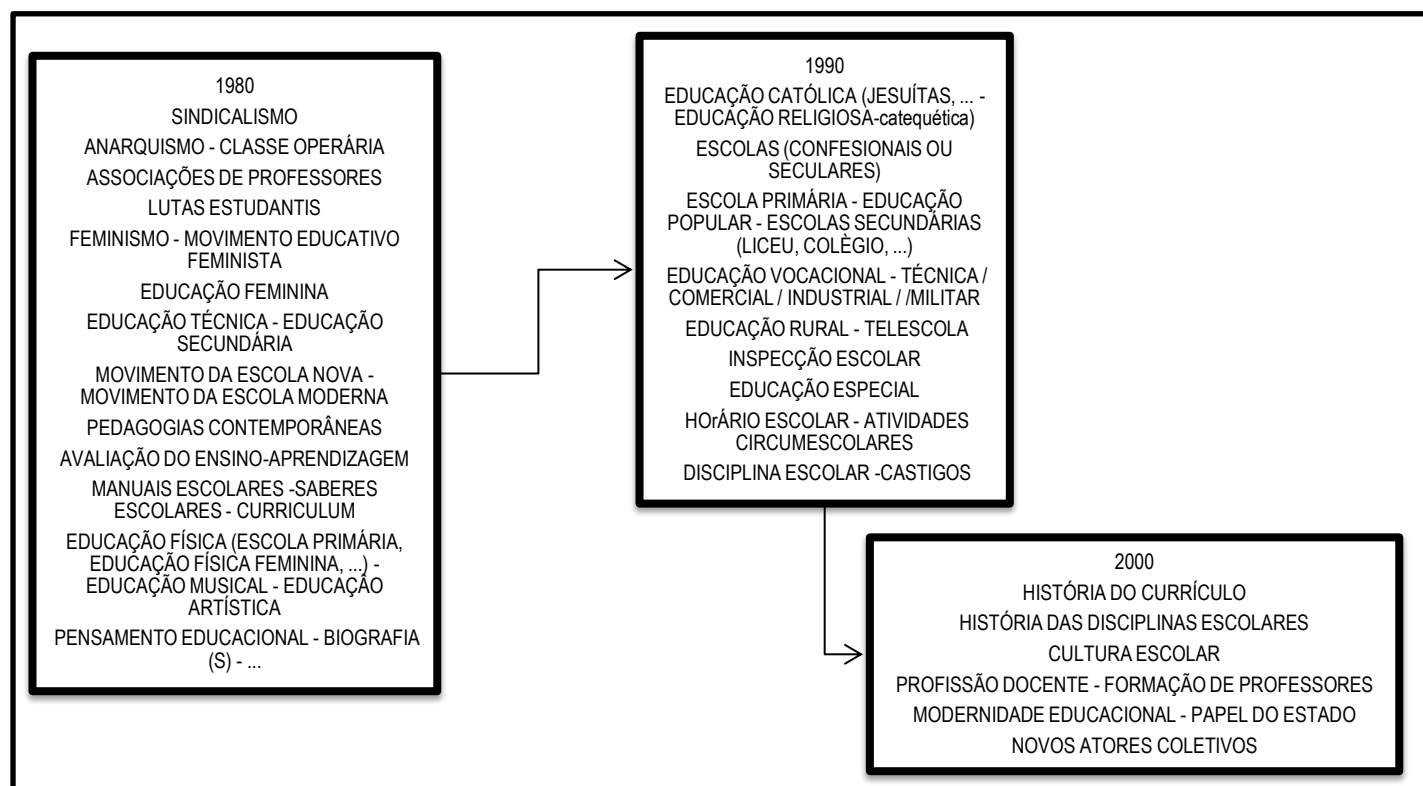 1980
SINDICALISMO
ANARQUISMO - CLASSE OPERÁRIA
ASSOCIAÇÕES DE PROFESSORES
LUTAS ESTUDANTIS
FEMINISMO - MOVIMENTO EDUCATIVO
FEMINISTA
EDUCAÇÃO FEMININA
EDUCAÇÃO TÉCNICA - EDUCAÇÃO
SECUNDÁRIA
MOVIMENTO DA ESCOLA NOVA -
MOVIMENTO DA ESCOLA MODERNA
PEDAGOGIAS CONTEMPORÂNEAS
AVALIAÇÃO DO ENSINO-APRENDIZAGEM
MANUAIS ESCOLARES -SABERES
ESCOLARES - CURRICULUM
EDUCAÇÃO FÍSICA (ESCOLA PRIMÁRIA,
EDUCAÇÃO FÍSICA FEMININA, ...) -
EDUCAÇÃO MUSICAL - EDUCAÇÂO
ARTÍSTICA
PENSAMENTO EDUCACIONAL - BIOGRAFIA
(S) - ...
1990
EDUCAÇÃO CATÓLICA (JESUÍTAS, ... -
EDUCAÇÃO RELIGIOSA-catequética)
ESCOLAS (CONFESIONAIS OU
SECULARES)
ESCOLA PRIMÁRIA - EDUCAÇÃO
POPULAR - ESCOLAS SECUNDÁRIAS
(LICEU, COLÈGIO, ...)
EDUCAÇÃO VOCACIONAL - TÉCNICA /
COMERCIAL / INDUSTRIAL / /MILITAR
EDUCAÇÃO RURAL - TELESCOLA
INSPECÇÃO ESCOLAR
EDUCAÇÃO ESPECIAL
HOrÁRIO ESCOLAR - ATIVIDADES
CIRCUMESCOLARES
DISCIPLINA ESCOLAR -CASTIGOS
2000
HISTÓRIA DO CURRÍCULO
HISTÓRIA DAS DISCIPLINAS ESCOLARES
CULTURA ESCOLAR
PROFISSÃO DOCENTE - FORMAÇÃO DE PROFESSORES
MODERNIDADE EDUCACIONAL - PAPEL DO ESTADO
NOVOS ATORES COLETIVOS